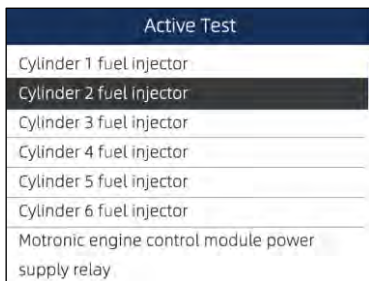 Active Test
Cylinder 1 fuel injector
Cylinder 2 fuel injector
Cylinder 3 fuel injector
Cylinder 4 fuel injector
Cylinder 5 fuel injector
Cylinder 6 fuel injector
Motronic engine control module power
supply relay